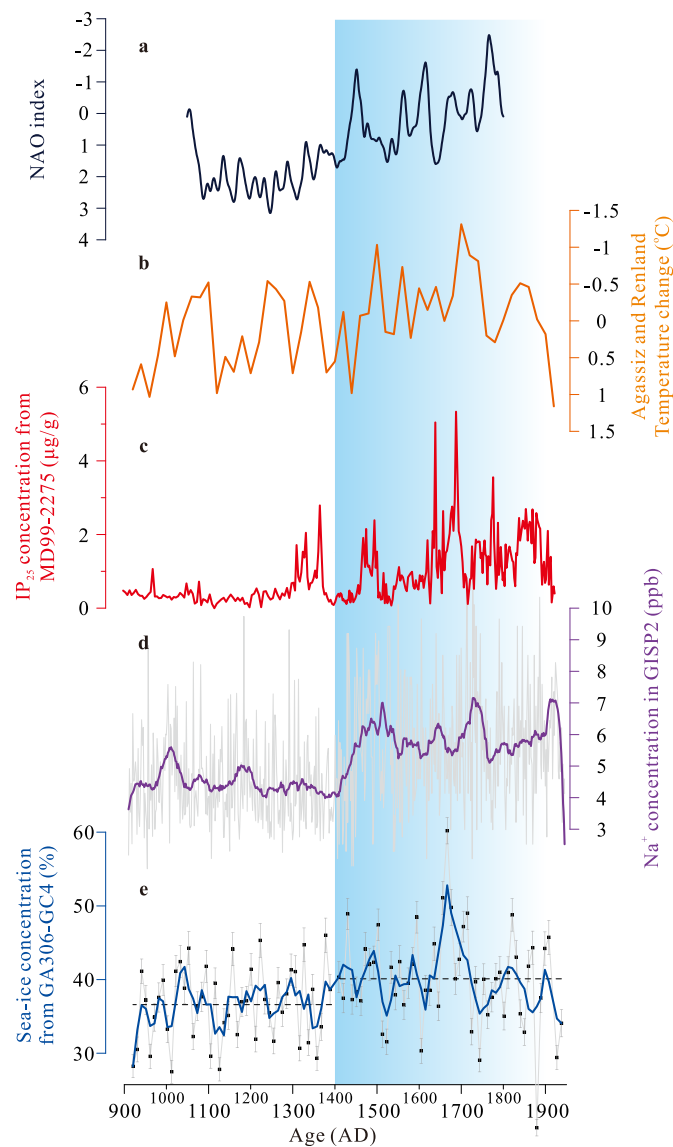 -3
-2
-1
0
1
2
3
4
NAO index
a
-1.5
-1
-0.5
0
0.5
1
1.5
Agassiz and Renland
Temperature change (°C)
b
6
4
2
0
IP25 concentration from
MD99-2275 (μg/g)
c
10
9
8
7
6
5
4
3
Na+ concentration in GISP2 (ppb)
d
60
50
40
30
Sea-ice concentration
from GA306-GC4 (%)
e
900 1000 1100 1200 1300 1400 1500 1600 1700 1800 1900
Age (AD)